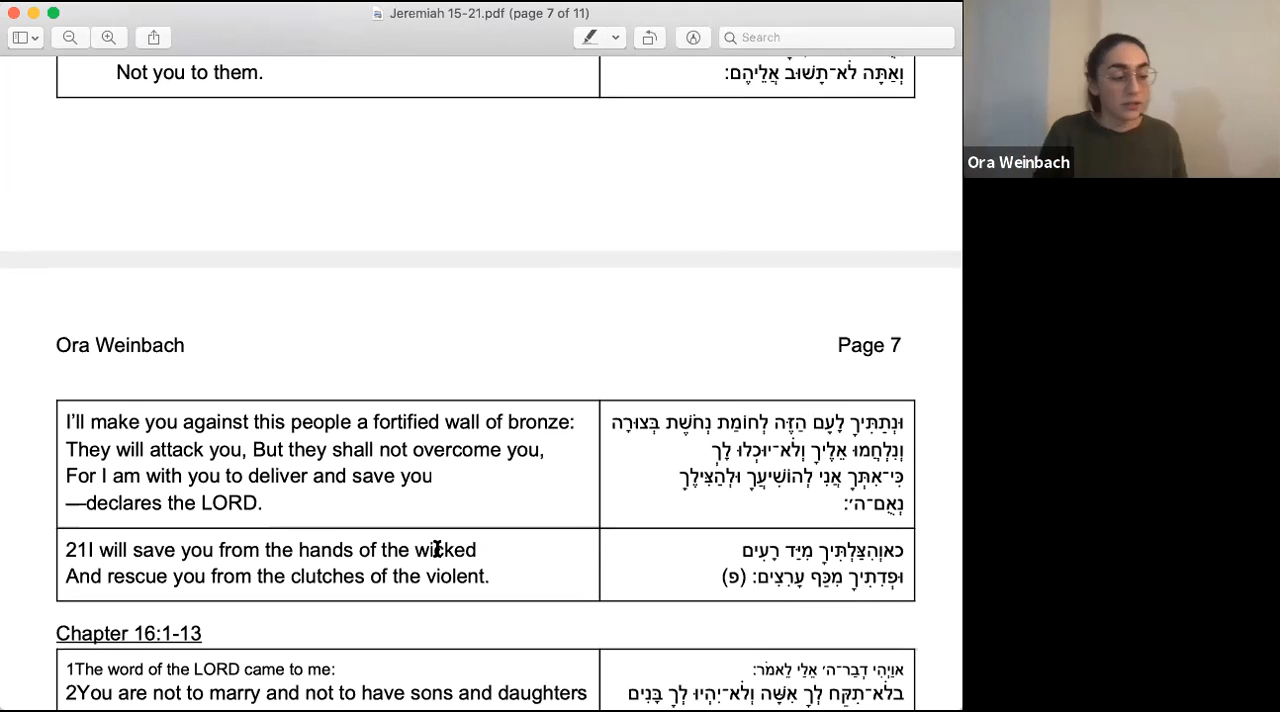 Jeremiah 15-21.pdf (page 7 of 11)
Search
Not you to them.
וְאַתָּה לֹא־תָשׁוּב אֲלֵיהֶם׃
Ora Weinbach
Ora Weinbach
Page 7
I’ll make you against this people a fortified wall of bronze:
They will attack you, But they shall not overcome you,
For I am with you to deliver and save you
—declares the LORD.
וּנְתַתִּיךָ לָעָם הַזֶּה לְחוֹמַת נְחֹשֶׁת בְּצוּרָה
וְנִלְחֲמוּ אֵלֶיךָ וְלֹא־יוּכְלוּ לָךְ
כִּי־אִתְּךָ אֲנִי לְהוֹשִׁיעֲךָ וּלְהַצִּילֶךָ
נְאֻם־ה׳׃
21I will save you from the hands of the wicked
And rescue you from the clutches of the violent.
כאוְהִצַּלְתִּיךָ מִיַּד רָעִים
וּפְדִתִיךָ מִכַּף עָרִצִים׃ (פ)
Chapter 16:1-13
1The word of the LORD came to me:
2You are not to marry and not to have sons and daughters
אוַיְהִי דְבַר־ה׳ אֵלַי לֵאמֹר׃
בלֹא־תִקַּח לְךָ אִשָּׁה וְלֹא־יִהְיוּ לְךָ בָּנִים